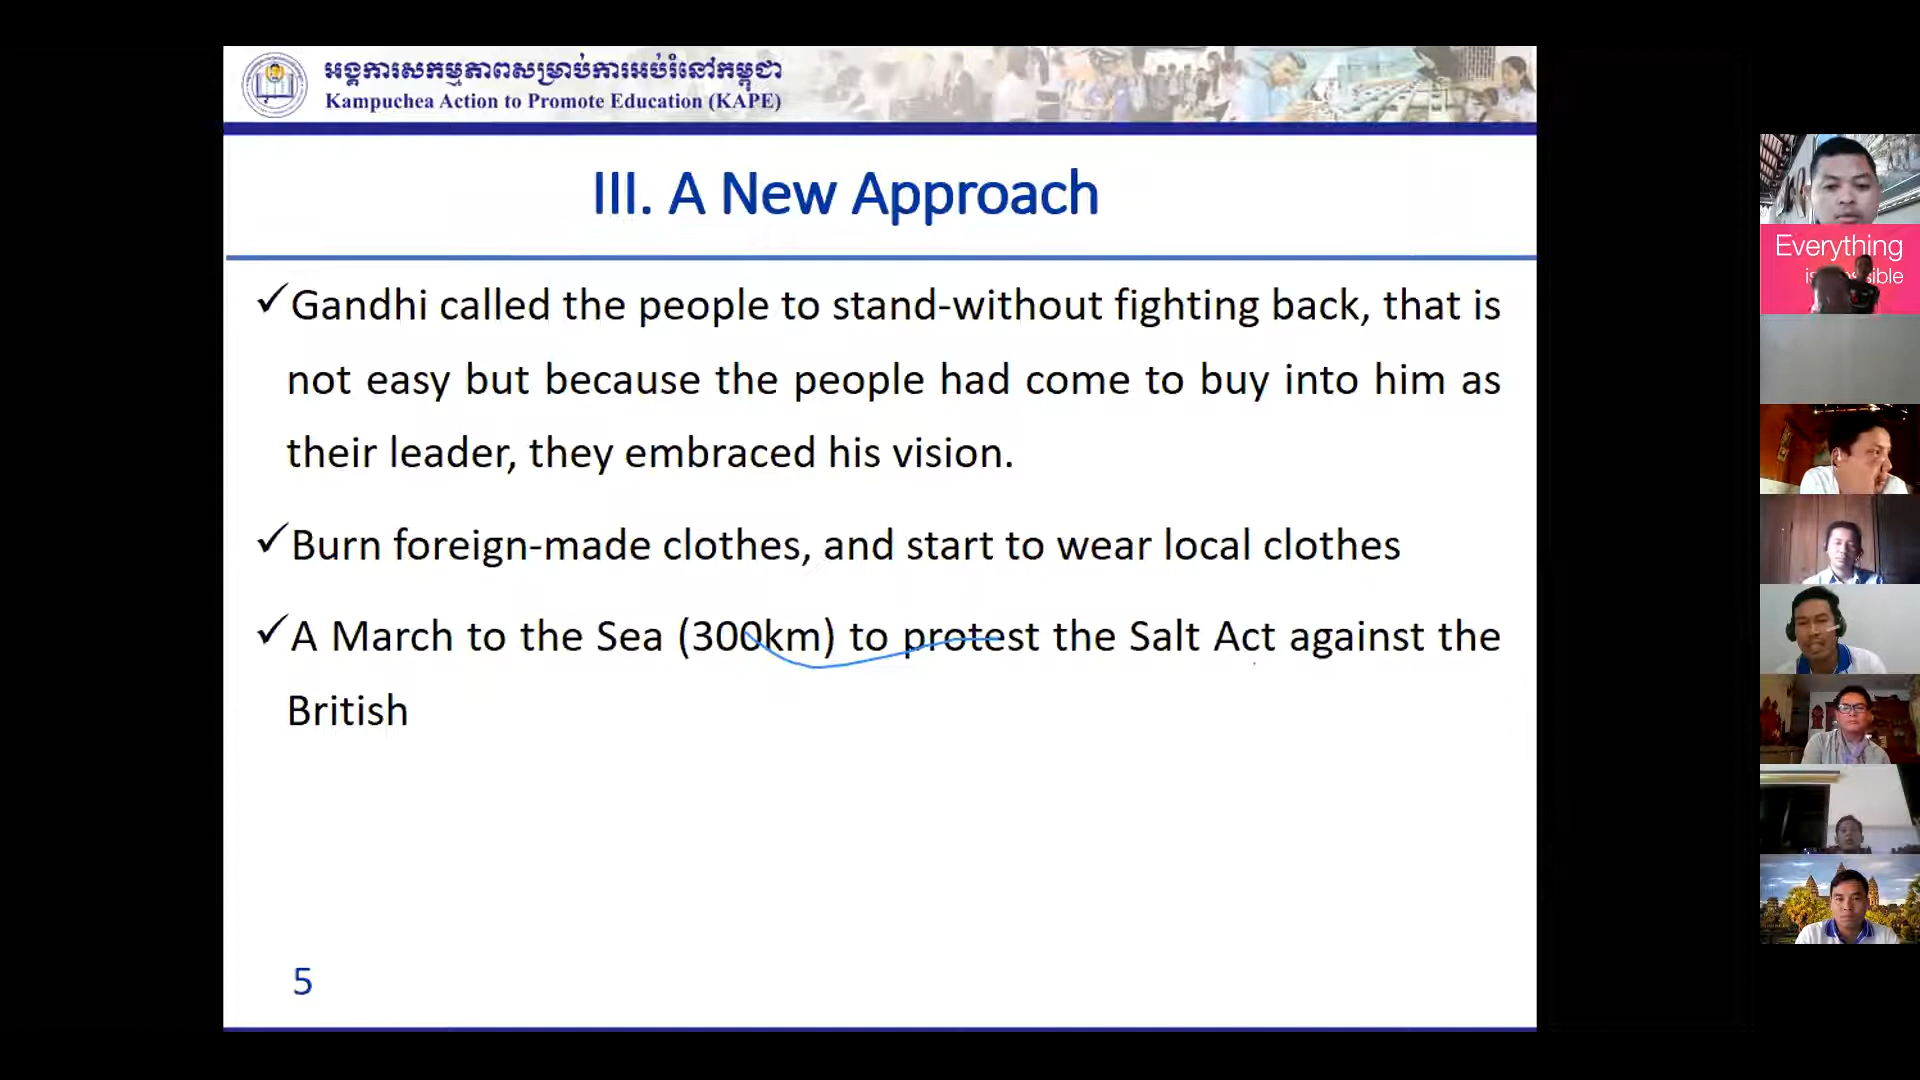 អង្គការសកម្មភាពសម្រាប់ការអប់រំនៅកម្ពុជា
Kampuchea Action to Promote Education (KAPE)
III. A New Approach
✓Gandhi called the people to stand-without fighting back, that is
not easy but because the people had come to buy into him as
their leader, they embraced his vision.
✓Burn foreign-made clothes, and start to wear local clothes
✓A March to the Sea (300km) to protest the Salt Act against the
British
5
Everything